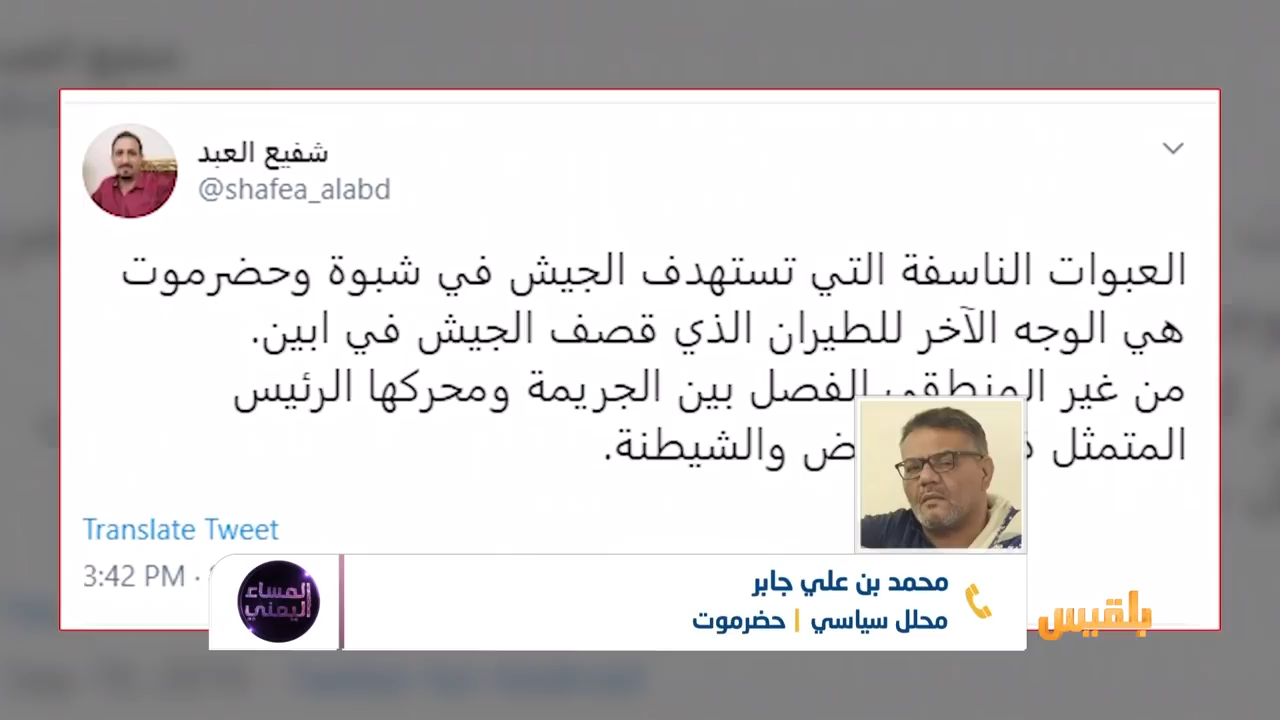 شفيع العبد
@shafea_alabd
العبوات الناسفة التي تستهدف الجيش في شبوة وحضرموت
هي الوجه الآخر للطيران الذي قصف الجيش في ابين.
من غير المنطقي الفصل بين الجريمة ومحركها الرئيس
المتمثل والشيطنة.
Translate Tweet
3:42 PM ·
محمد بن علي جابر
محلل سياسي | حضرموت
المساء
اليمني
بلقيس